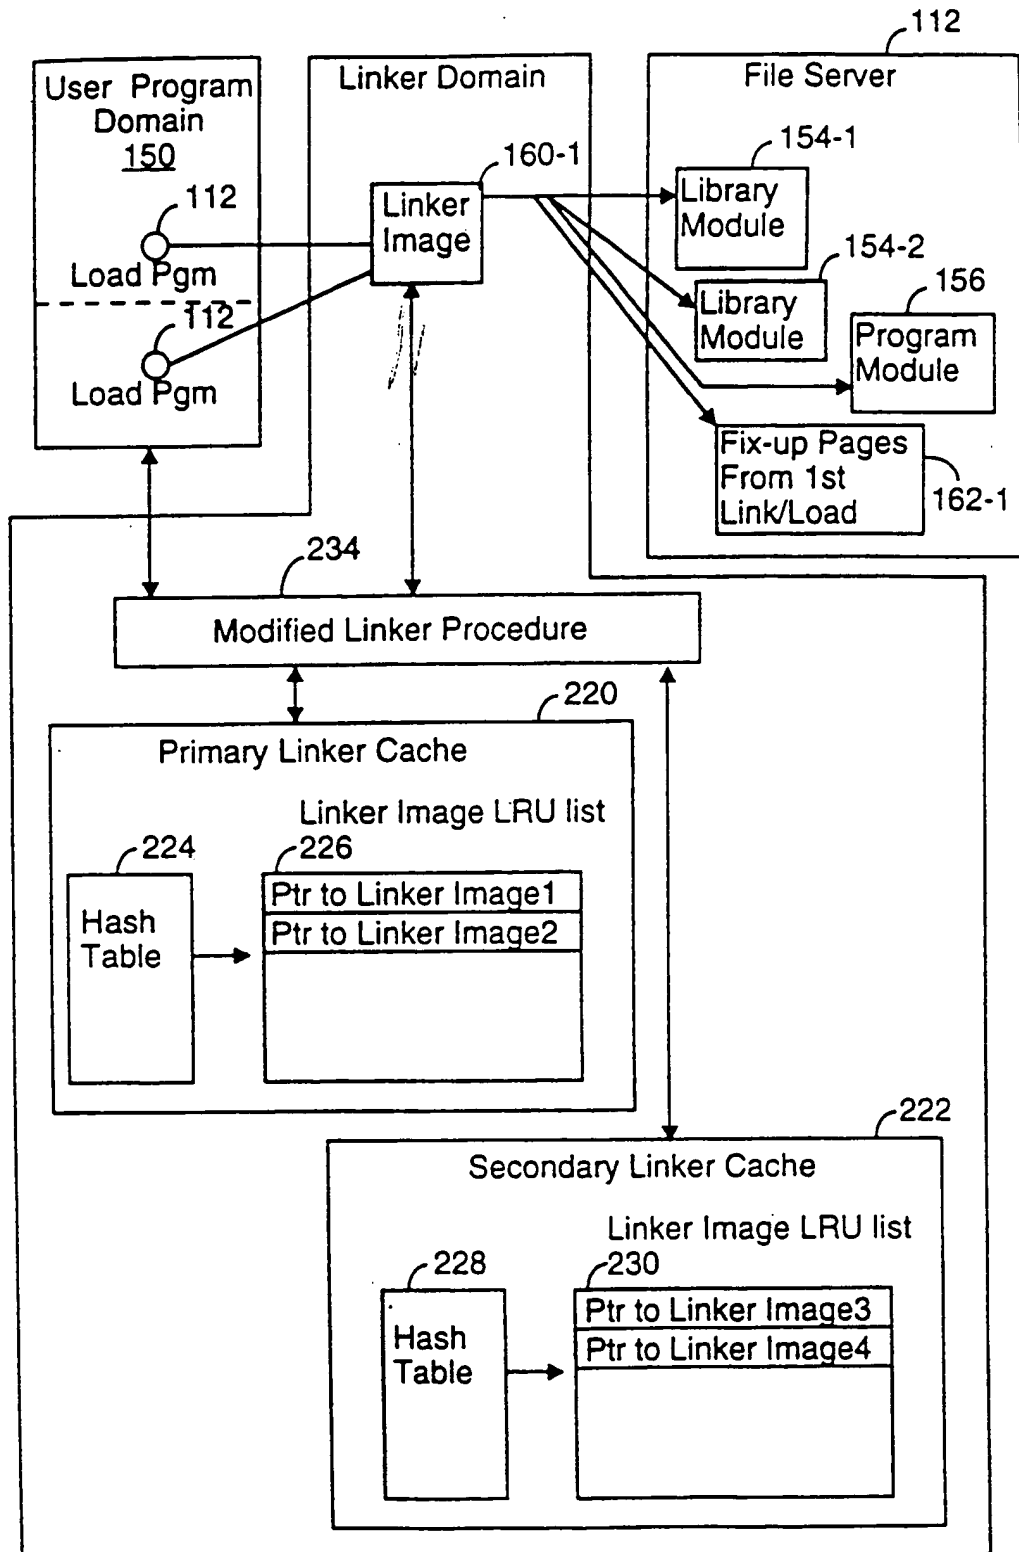 112
User Program
Domain
150
Linker Domain
File Server
160-1
154-1
112
Linker
Image
Library
Module
Load Pgm
154-2
156
112
Library
Module
Program
Module
Load Pgm
Fix-up Pages
From 1st
Link/Load
162-1
234
Modified Linker Procedure
220
Primary Linker Cache
Linker Image LRU list
224
226
Hash
Table
Ptr to Linker Image1
Ptr to Linker Image2
222
Secondary Linker Cache
Linker Image LRU list
228
230
Hash
Table
Ptr to Linker Image3
Ptr to Linker Image4